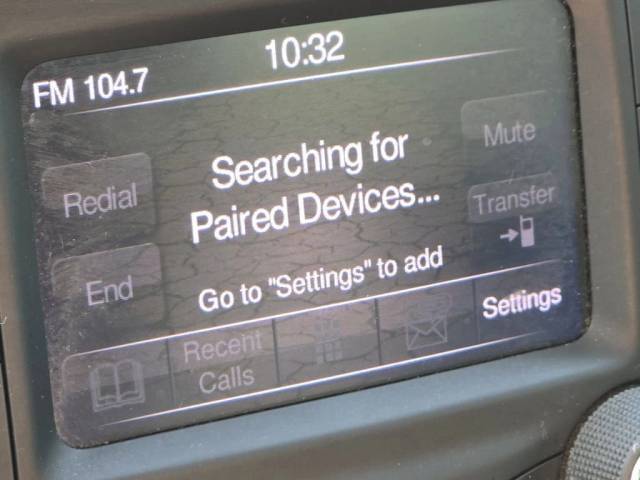 FM 104.7
10:32
Redial
Searching for
Paired Devices...
Mute
Transfer
End
Go to "Settings" to add
Recent
Calls
Settings